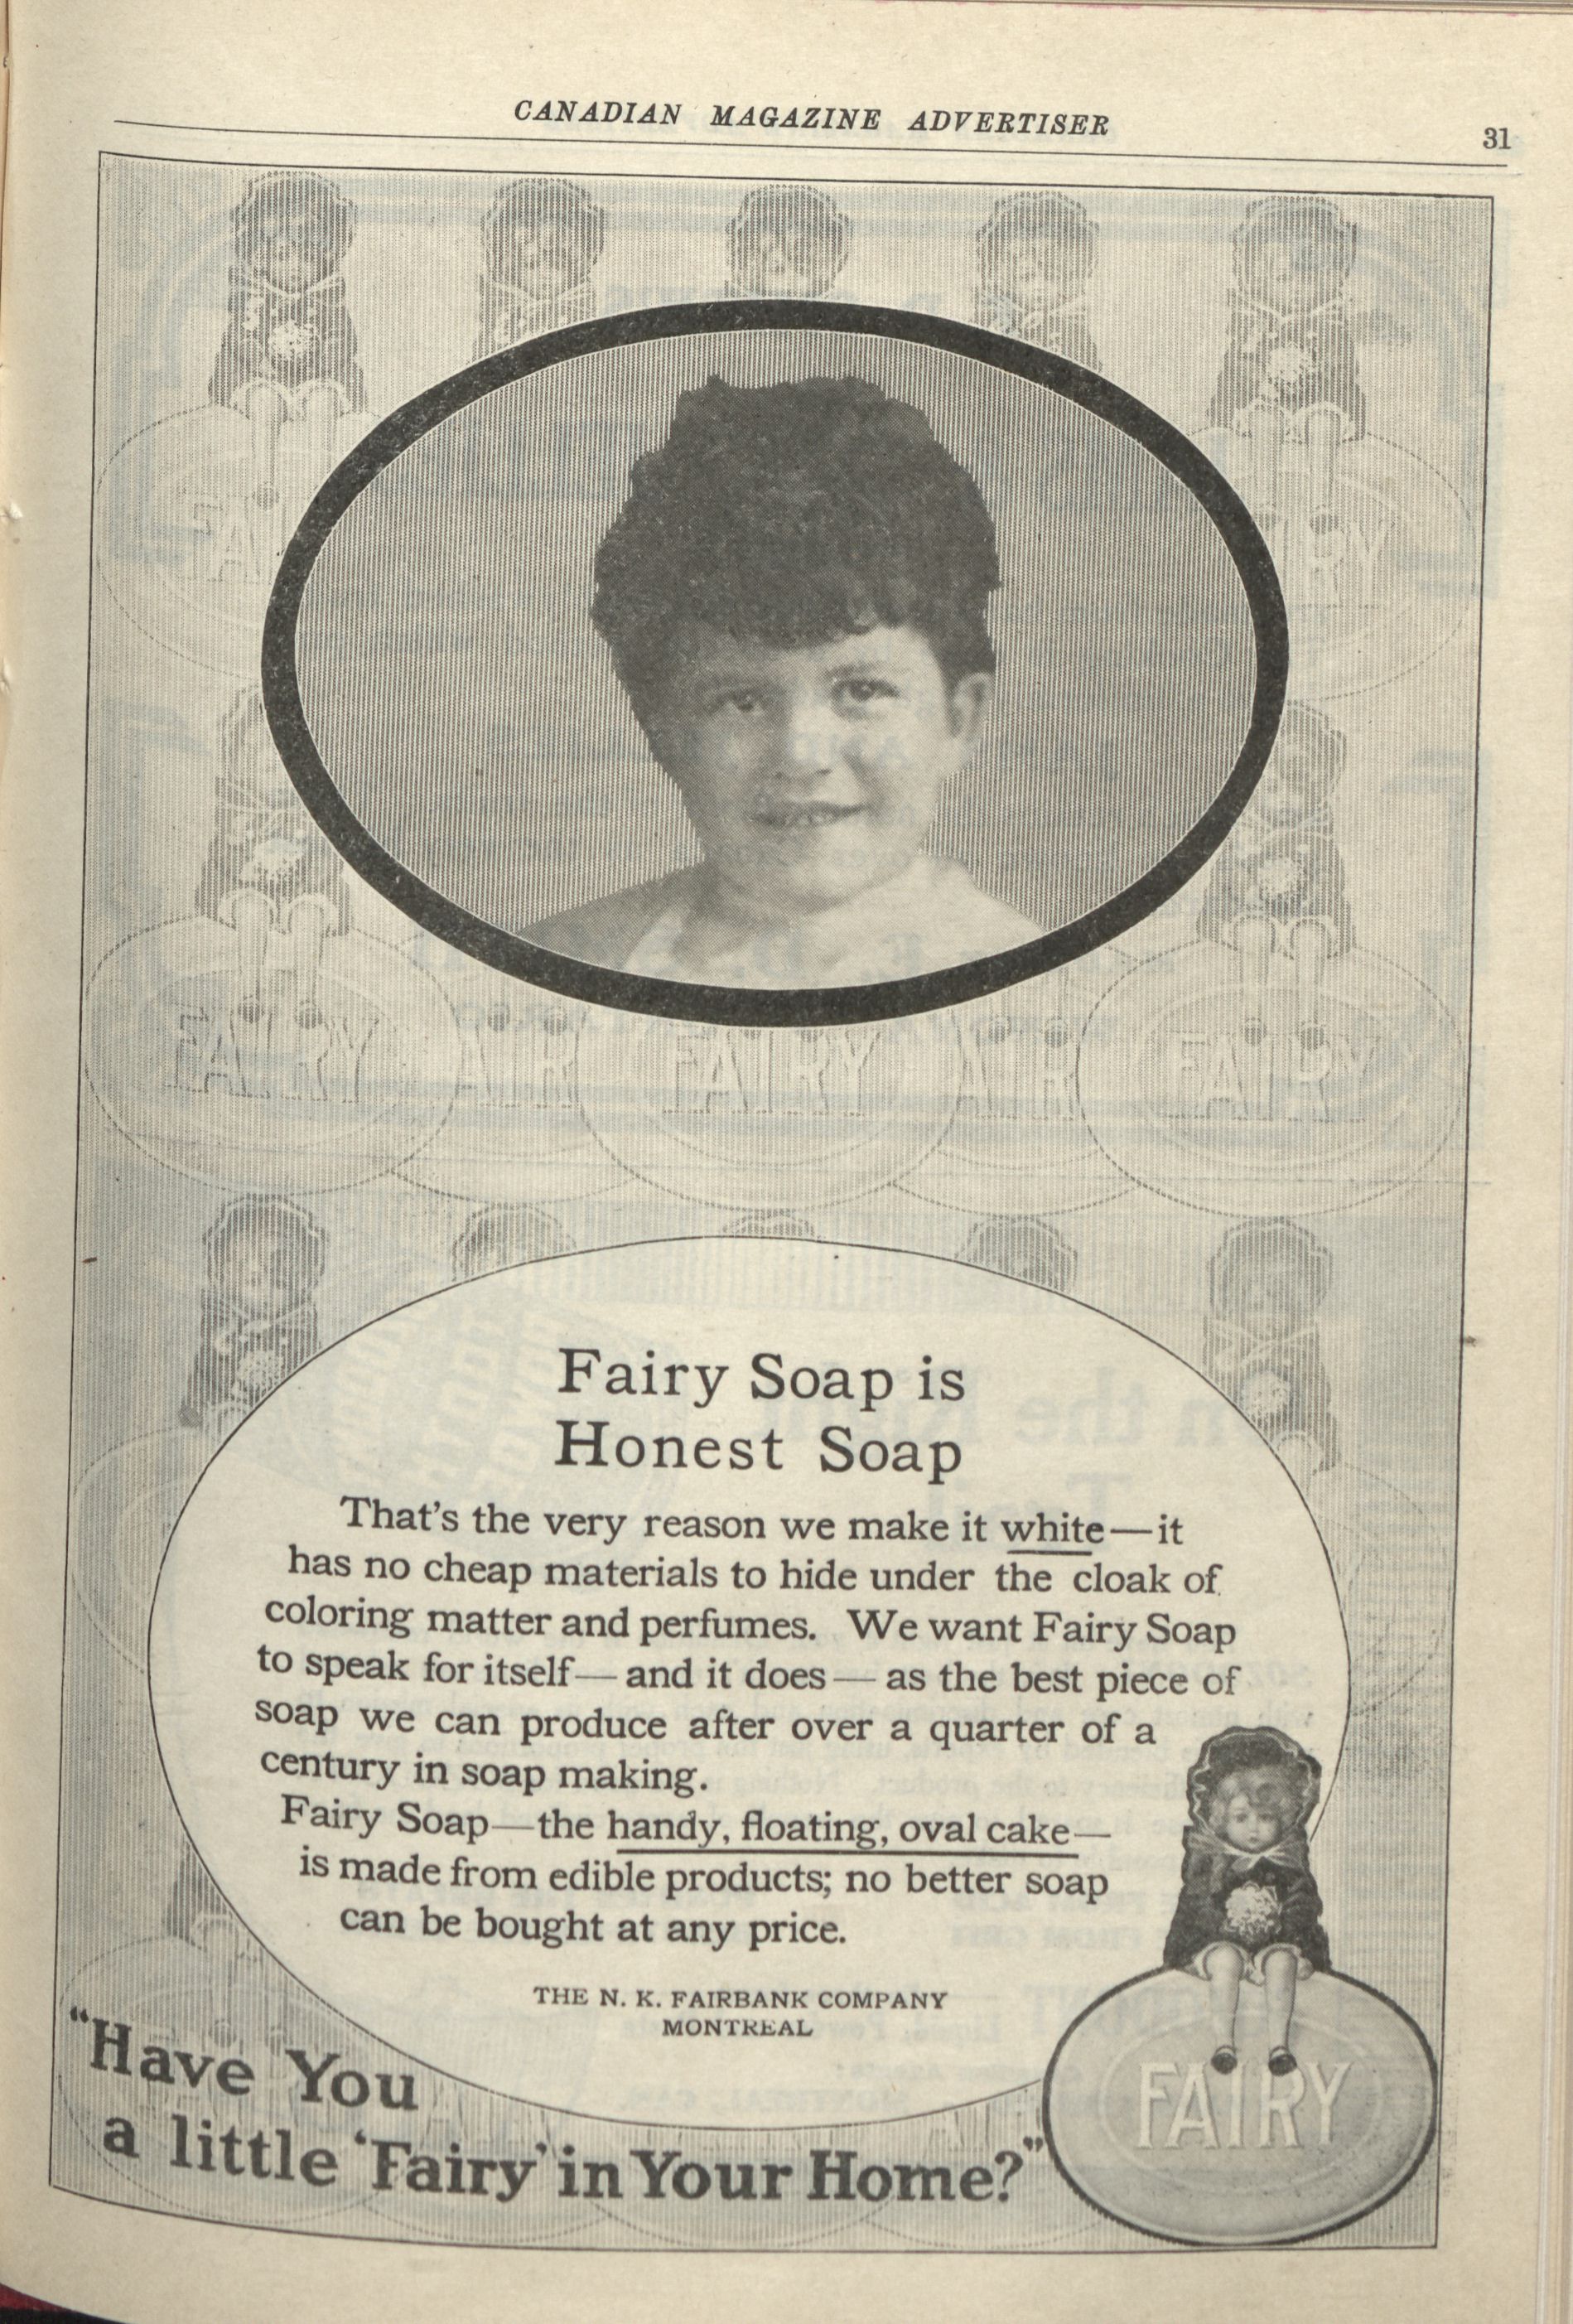 CANADIAN MAGAZINE ADVERTISER
31
FAIRY
FAIRY
AIR
FAIRY
AIR
FAIRY
Fairy Soap is
Honest Soap
That's the very reason we make it white—it
has no cheap materials to hide under the cloak of
coloring matter and perfumes. We want Fairy Soap
to speak for itself—and it does—as the best piece of
soap we can produce after over a quarter of a
century in soap making.
Fairy Soap—the handy, floating, oval cake—
is made from edible products; no better soap
can be bought at any price.
THE N. K. FAIRBANK COMPANY
MONTREAL
FAIRY
"Have You
a little 'Fairy' in Your Home?"